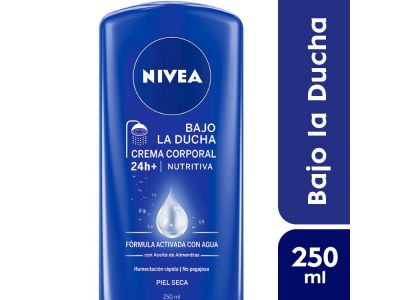 NIVEA
BAJO
LA DUCHA
CREMA CORPORAL
24h+ | NUTRITIVA
FÓRMULA ACTIVADA CON AGUA
con Aceite de Almendras
Humectación rápida | No pegajosa
PIEL SECA
250 ml
Bajo la Ducha
250
ml